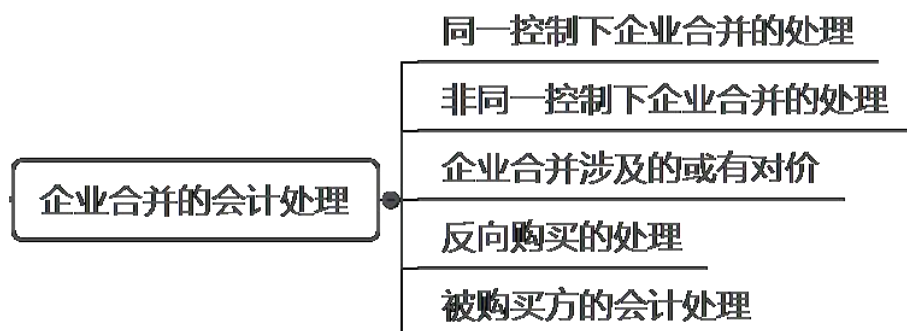 企业合并的会计处理
同一控制下企业合并的处理
非同一控制下企业合并的处理
企业合并涉及的或有对价
反向购买的处理
被购买方的会计处理